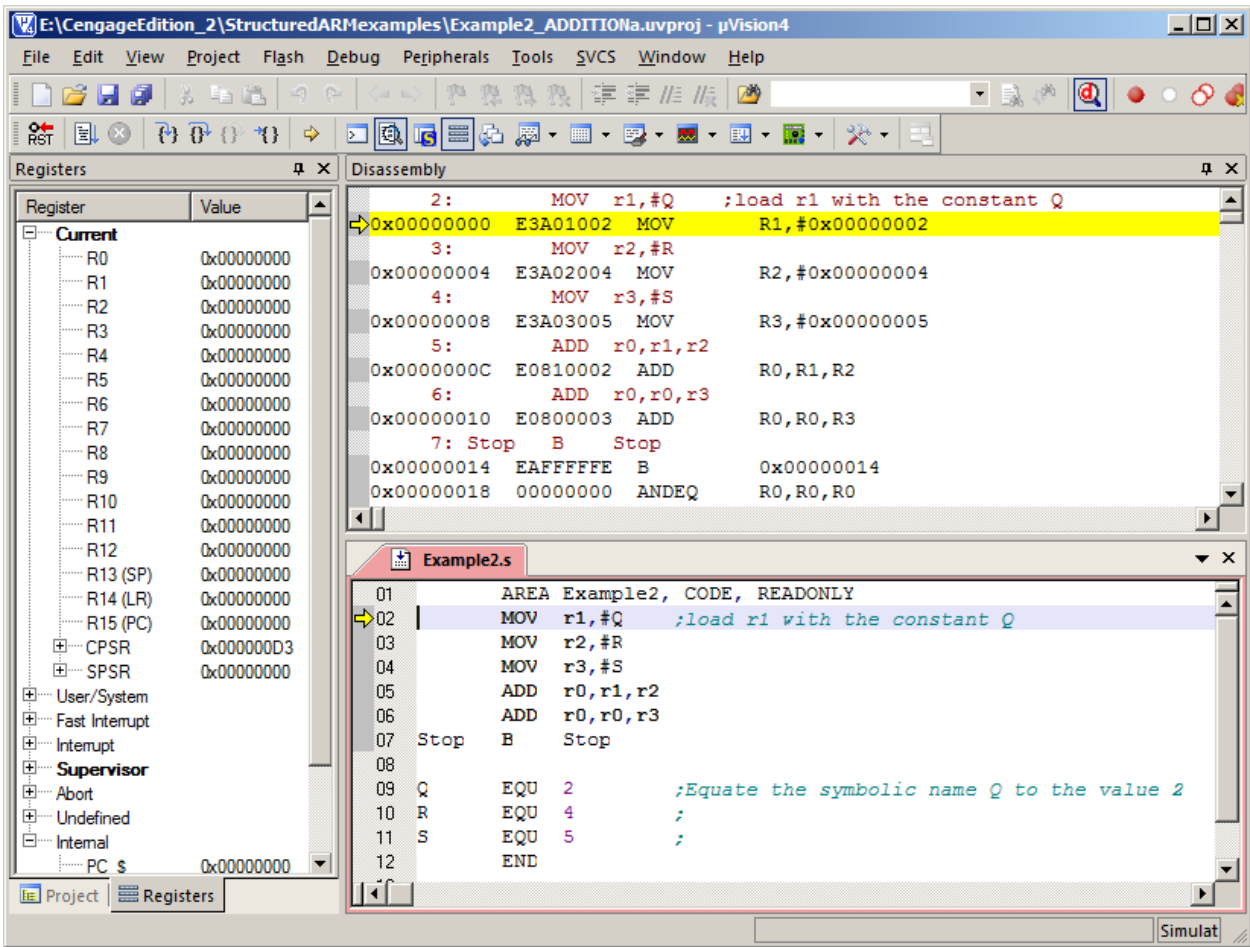 E:\CengageEdition_2\StructuredARMexamples\Example2_ADDITIONa.uvproj - µVision4
File Edit View Project Flash Debug Peripherals Tools SVCS Window Help
RST
Registers
Register Value
Current
R0 0x00000000
R1 0x00000000
R2 0x00000000
R3 0x00000000
R4 0x00000000
R5 0x00000000
R6 0x00000000
R7 0x00000000
R8 0x00000000
R9 0x00000000
R10 0x00000000
R11 0x00000000
R12 0x00000000
R13 (SP) 0x00000000
R14 (LR) 0x00000000
R15 (PC) 0x00000000
CPSR 0x000000D3
SPSR 0x00000000
User/System
Fast Interrupt
Interrupt
Supervisor
Abort
Undefined
Internal
PC $ 0x00000000
Project Registers
Disassembly
2: MOV r1,#Q ;load r1 with the constant Q
0x00000000 E3A01002 MOV R1,#0x00000002
3: MOV r2,#R
0x00000004 E3A02004 MOV R2,#0x00000004
4: MOV r3,#S
0x00000008 E3A03005 MOV R3,#0x00000005
5: ADD r0,r1,r2
0x0000000C E0810002 ADD R0,R1,R2
6: ADD r0,r0,r3
0x00000010 E0800003 ADD R0,R0,R3
7: Stop B Stop
0x00000014 EAFFFFFE B 0x00000014
0x00000018 00000000 ANDEQ R0,R0,R0
Example2.s
01 AREA Example2, CODE, READONLY
02 MOV r1,#Q ;load r1 with the constant Q
03 MOV r2,#R
04 MOV r3,#S
05 ADD r0,r1,r2
06 ADD r0,r0,r3
07 Stop B Stop
08
09 Q EQU 2 ;Equate the symbolic name Q to the value 2
10 R EQU 4 ;
11 S EQU 5 ;
12 END
Simulat